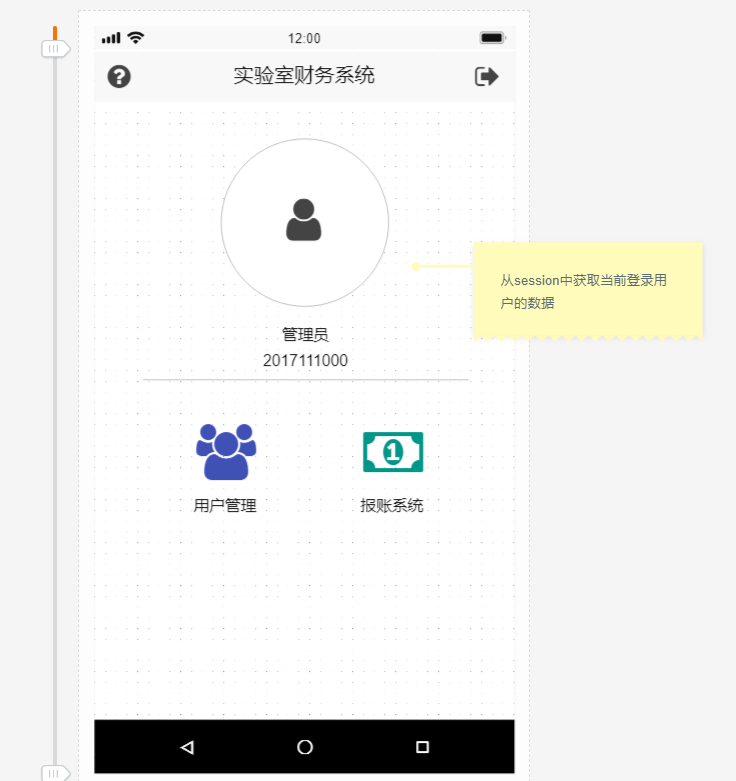 12:00
实验室财务系统
从session中获取当前登录用
户的数据
管理员
2017111000
1
用户管理
报账系统